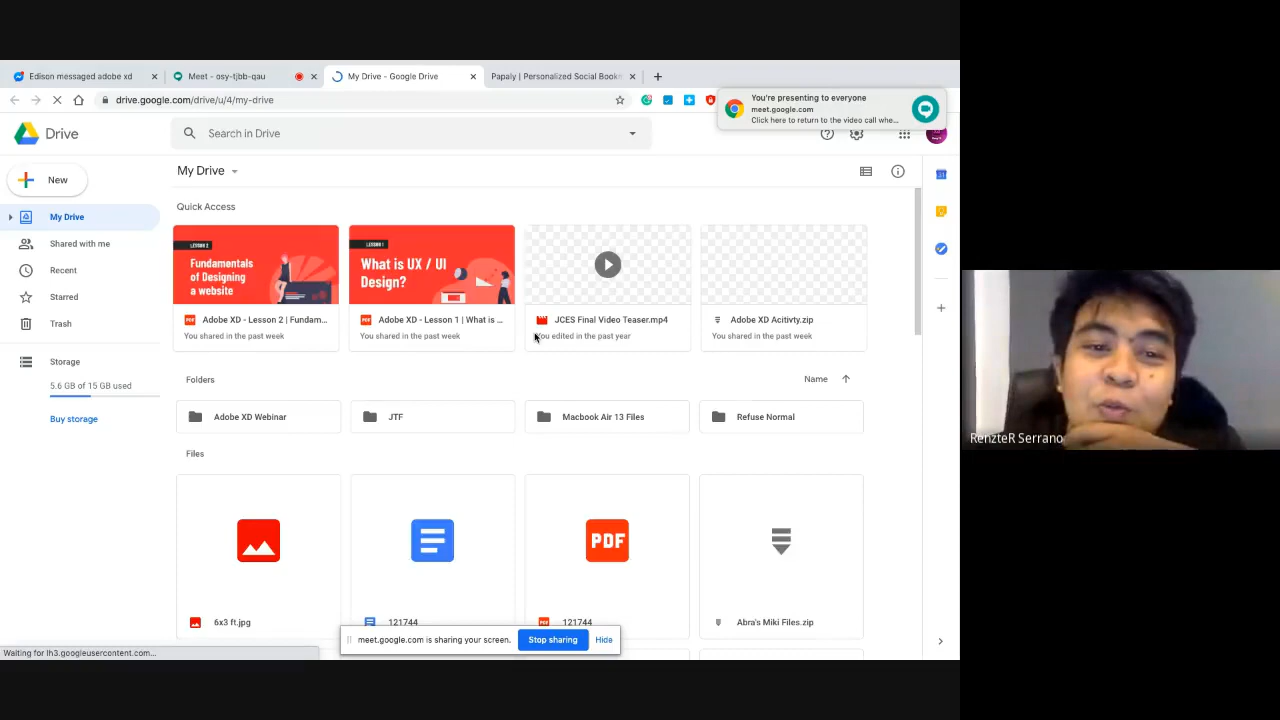 Edison messaged adobe xd
Meet - osy-tjbb-qau
My Drive - Google Drive
Papaly | Personalized Social Bookm
drive.google.com/drive/u/4/my-drive
You're presenting to everyone
meet.google.com
Click here to return to the video call whe...
Drive
Search in Drive
New
My Drive
Shared with me
Recent
Starred
Trash
Storage
5.6 GB of 15 GB used
Buy storage
My Drive
Quick Access
LESSON 2
Fundamentals
of Designing
a website
LESSON 1
What is UX / UI
Design?
PDF Adobe XD - Lesson 2 | Fundam...
You shared in the past week
PDF Adobe XD - Lesson 1 | What is ...
You shared in the past week
JCES Final Video Teaser.mp4
You edited in the past year
Adobe XD Acitivty.zip
You shared in the past week
Folders
Name
Adobe XD Webinar
JTF
Macbook Air 13 Files
Refuse Normal
Files
PDF
6x3 ft.jpg
121744
PDF 121744
Abra's Miki Files.zip
meet.google.com is sharing your screen.
Stop sharing
Hide
Waiting for lh3.googleusercontent.com...
RenzteR Serrano